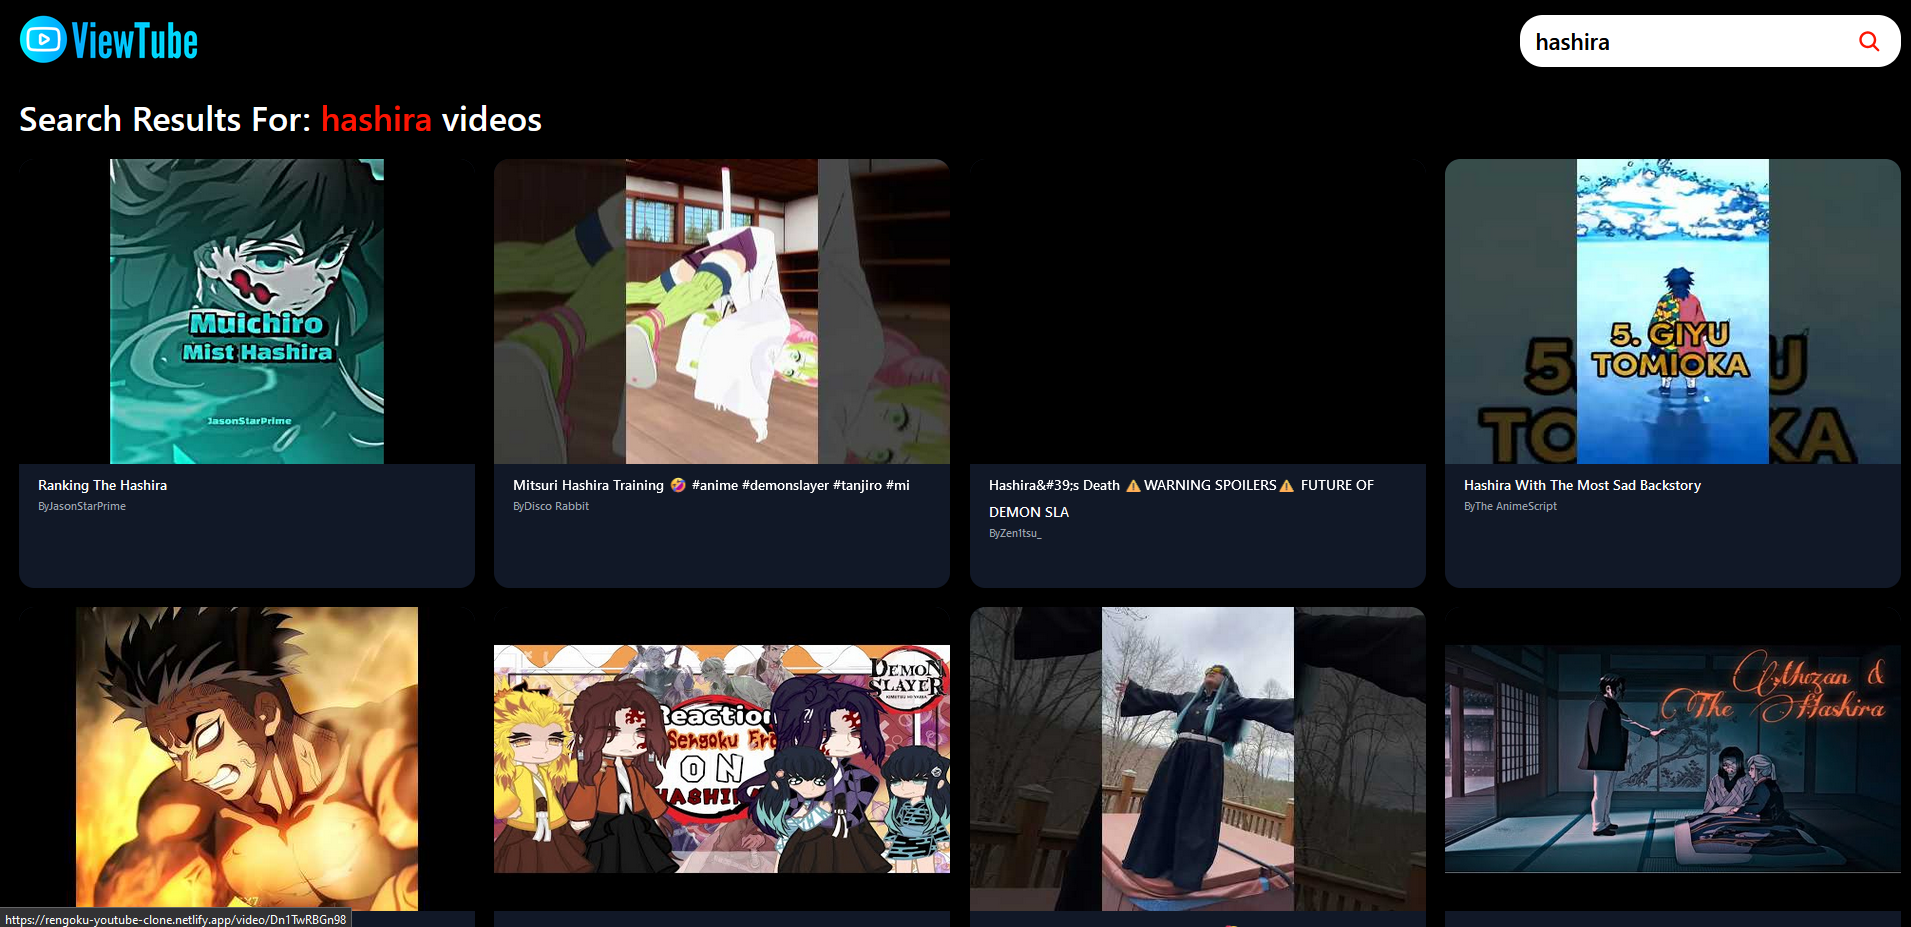 ViewTube
hashira
Search Results For: hashira videos
Muichiro
Mist Hashira
JasonStarPrime
5. GIYU
TOMIOKA
Ranking The Hashira
ByJasonStarPrime
Mitsuri Hashira Training 🤣 #anime #demonslayer #tanjiro #mi
ByDisco Rabbit
Hashira&#39;s Death ⚠️WARNING SPOILERS⚠️ FUTURE OF
DEMON SLA
ByZen1tsu_
Hashira With The Most Sad Backstory
ByThe AnimeScript
DEMON
SLAYER
Reaction
Sengoku Era
ON
HASHIRA
Muzan &
The Hashira
https://rengoku-youtube-clone.netlify.app/video/Dn1TwRBGn98